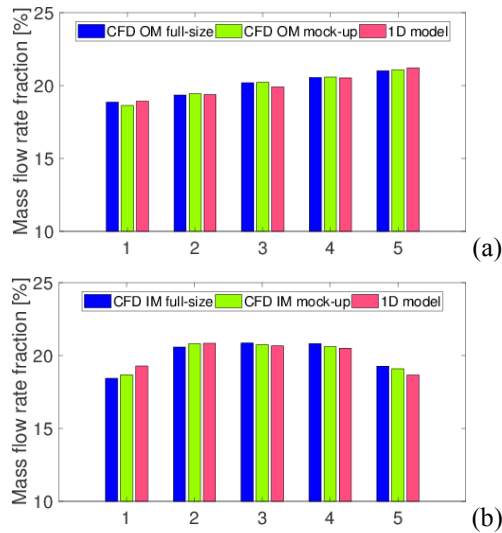 25
CFD OM full-size CFD OM mock-up 1D model
20
15
10
Mass flow rate fraction [%]
1 2 3 4 5
(a)
25
CFD IM full-size CFD IM mock-up 1D model
20
15
10
Mass flow rate fraction [%]
1 2 3 4 5
(b)